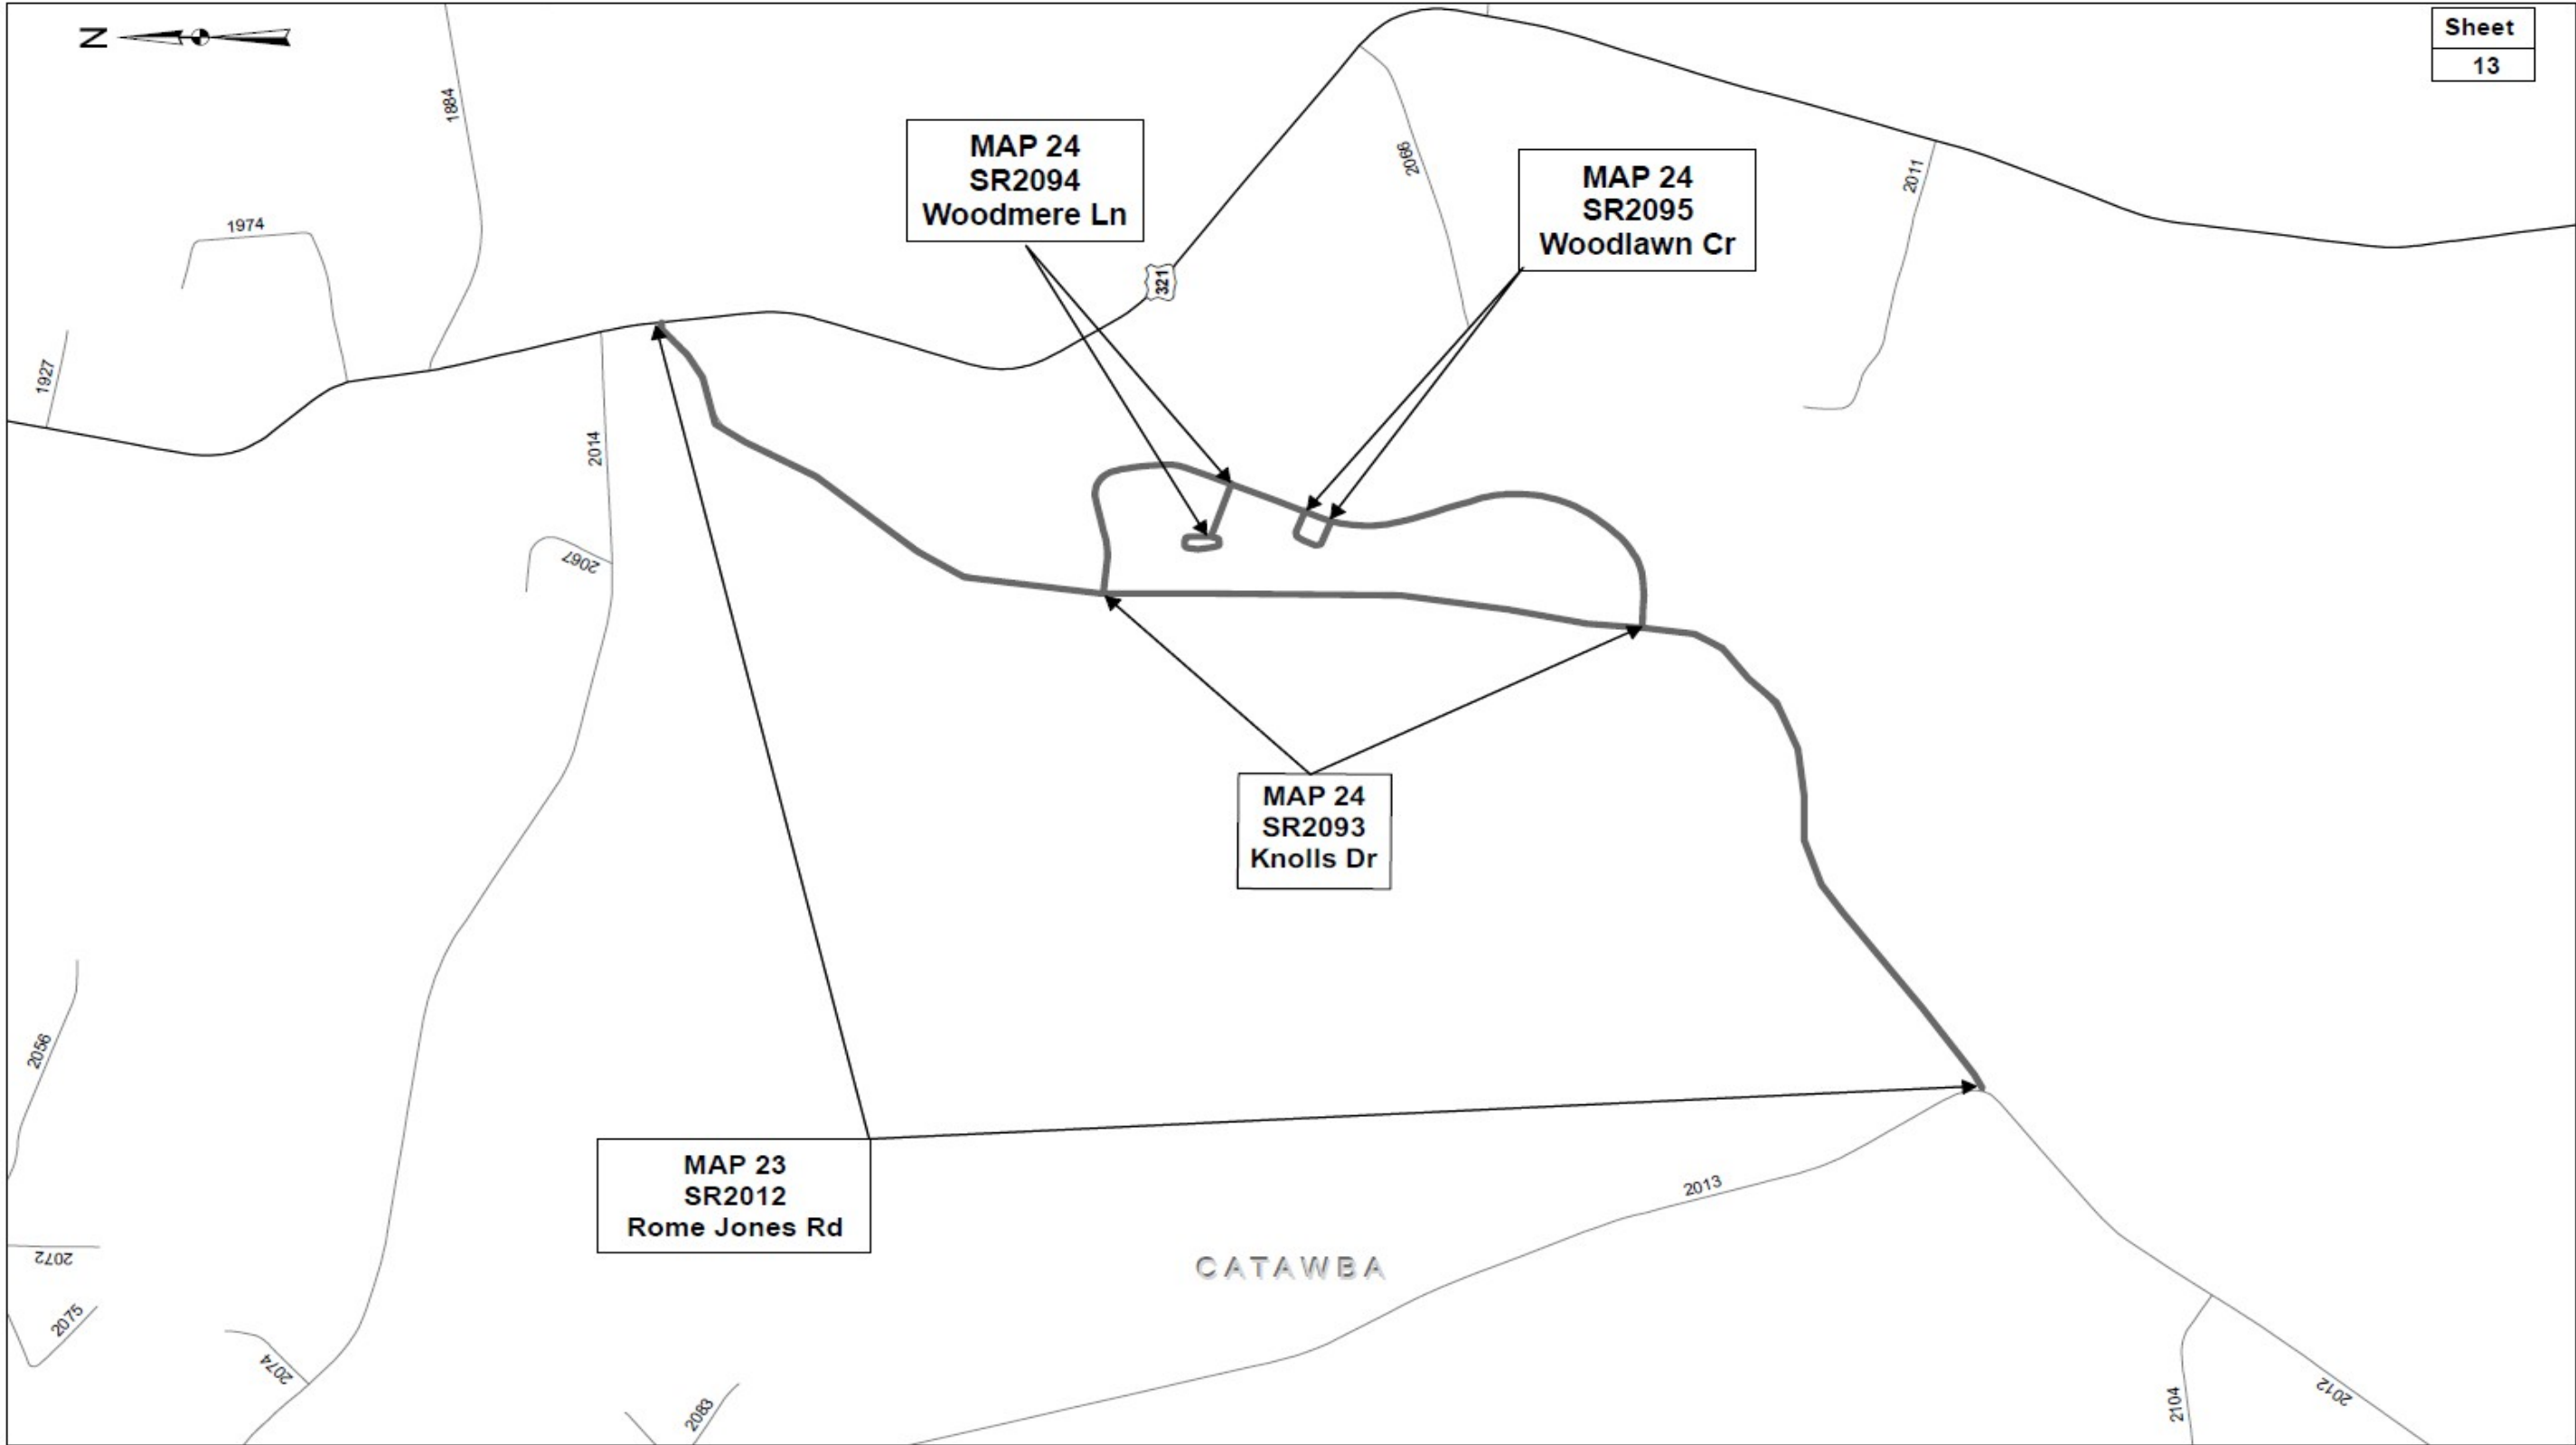 N
Sheet
13
1884
1974
1927
MAP 24
SR2094
Woodmere Ln
2066
MAP 24
SR2095
Woodlawn Cr
2011
321
2014
2067
MAP 24
SR2093
Knolls Dr
2056
MAP 23
SR2012
Rome Jones Rd
2013
CATAWBA
2072
2075
2074
2083
2104
2012